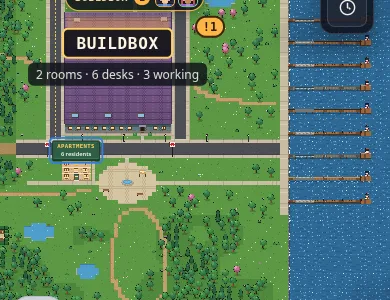 !1
BUILDBOX
2 rooms · 6 desks · 3 working
APARTMENTS
6 residents